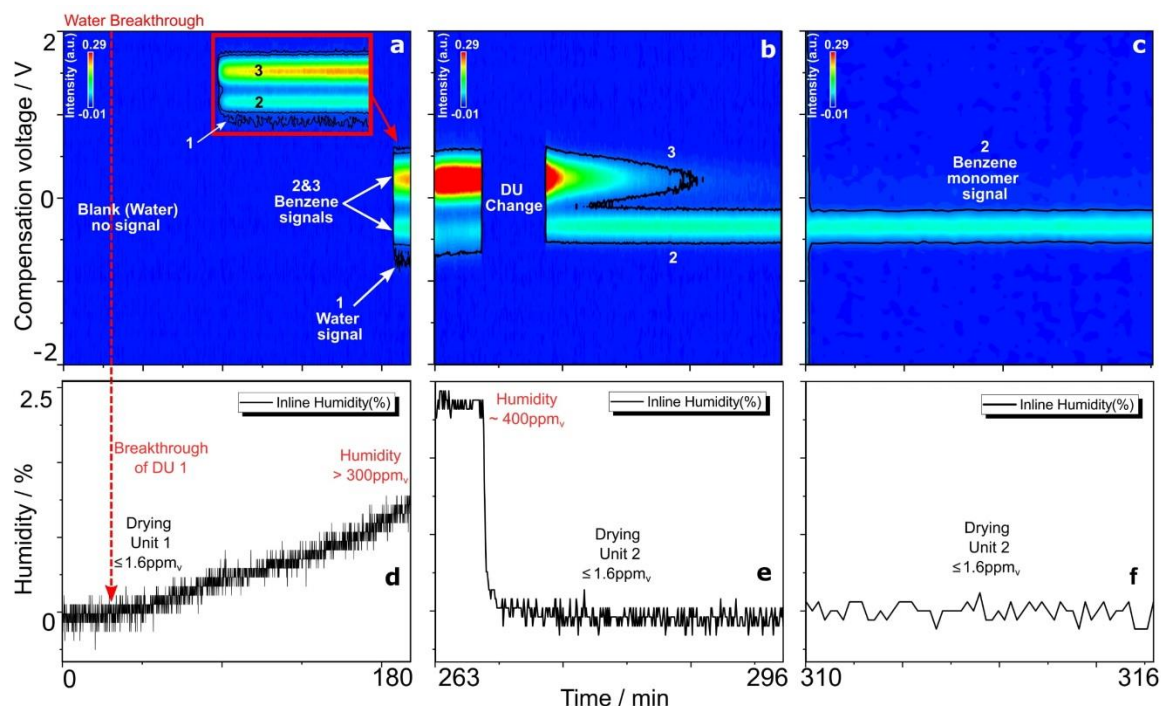 Water Breakthrough
Compensation voltage / V
2
0
-2
Intensity (a.u.)
0.29
-0.01
a
3
2
1
Blank (Water)
no signal
2&3
Benzene
signals
1
Water
signal
Intensity (a.u.)
0.29
-0.01
b
DU
Change
3
2
Intensity (a.u.)
0.29
-0.01
c
2
Benzene
monomer
signal
Humidity / %
2.5
0
Inline Humidity(%)
Breakthrough
of DU 1
Humidity
> 300ppmv
Drying
Unit 1
≤1.6ppmv
d
0
180
Inline Humidity(%)
Humidity
~ 400ppmv
Drying
Unit 2
≤1.6ppmv
e
263
296
Inline Humidity(%)
Drying
Unit 2
≤1.6ppmv
f
310
316
Time / min